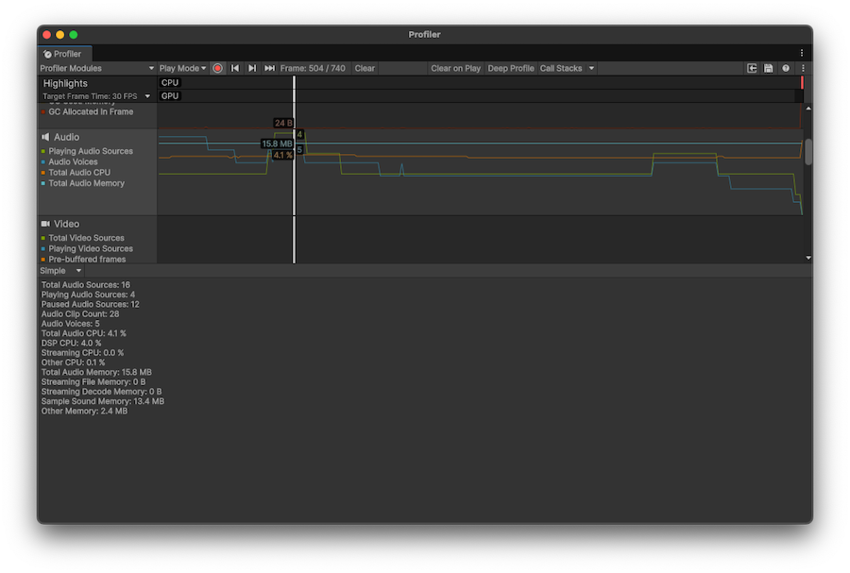 Profiler
Profiler
Profiler Modules
Play Mode
Frame: 504 / 740
Clear
Clear on Play
Deep Profile
Call Stacks
Highlights
CPU
Target Frame Time: 30 FPS
GPU
GC Allocated In Frame
24 B
Audio
4
15.8 MB
5
4.1 %
Playing Audio Sources
Audio Voices
Total Audio CPU
Total Audio Memory
Video
Total Video Sources
Playing Video Sources
Pre-buffered frames
Simple
Total Audio Sources: 16
Playing Audio Sources: 4
Paused Audio Sources: 12
Audio Clip Count: 28
Audio Voices: 5
Total Audio CPU: 4.1 %
DSP CPU: 4.0 %
Streaming CPU: 0.0 %
Other CPU: 0.1 %
Total Audio Memory: 15.8 MB
Streaming File Memory: 0 B
Streaming Decode Memory: 0 B
Sample Sound Memory: 13.4 MB
Other Memory: 2.4 MB